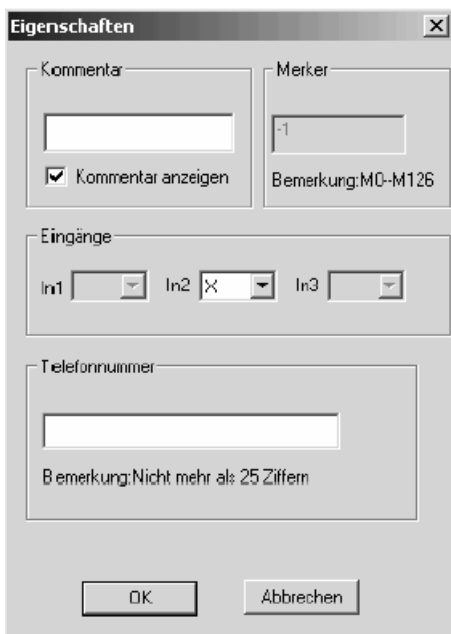 Eigenschaften
Kommentar
Kommentar anzeigen
Merker
-1
Bemerkung:M0--M126
Eingänge
In1 In2 X In3
Telefonnummer
Bemerkung:Nicht mehr als 25 Ziffern
OK Abbrechen